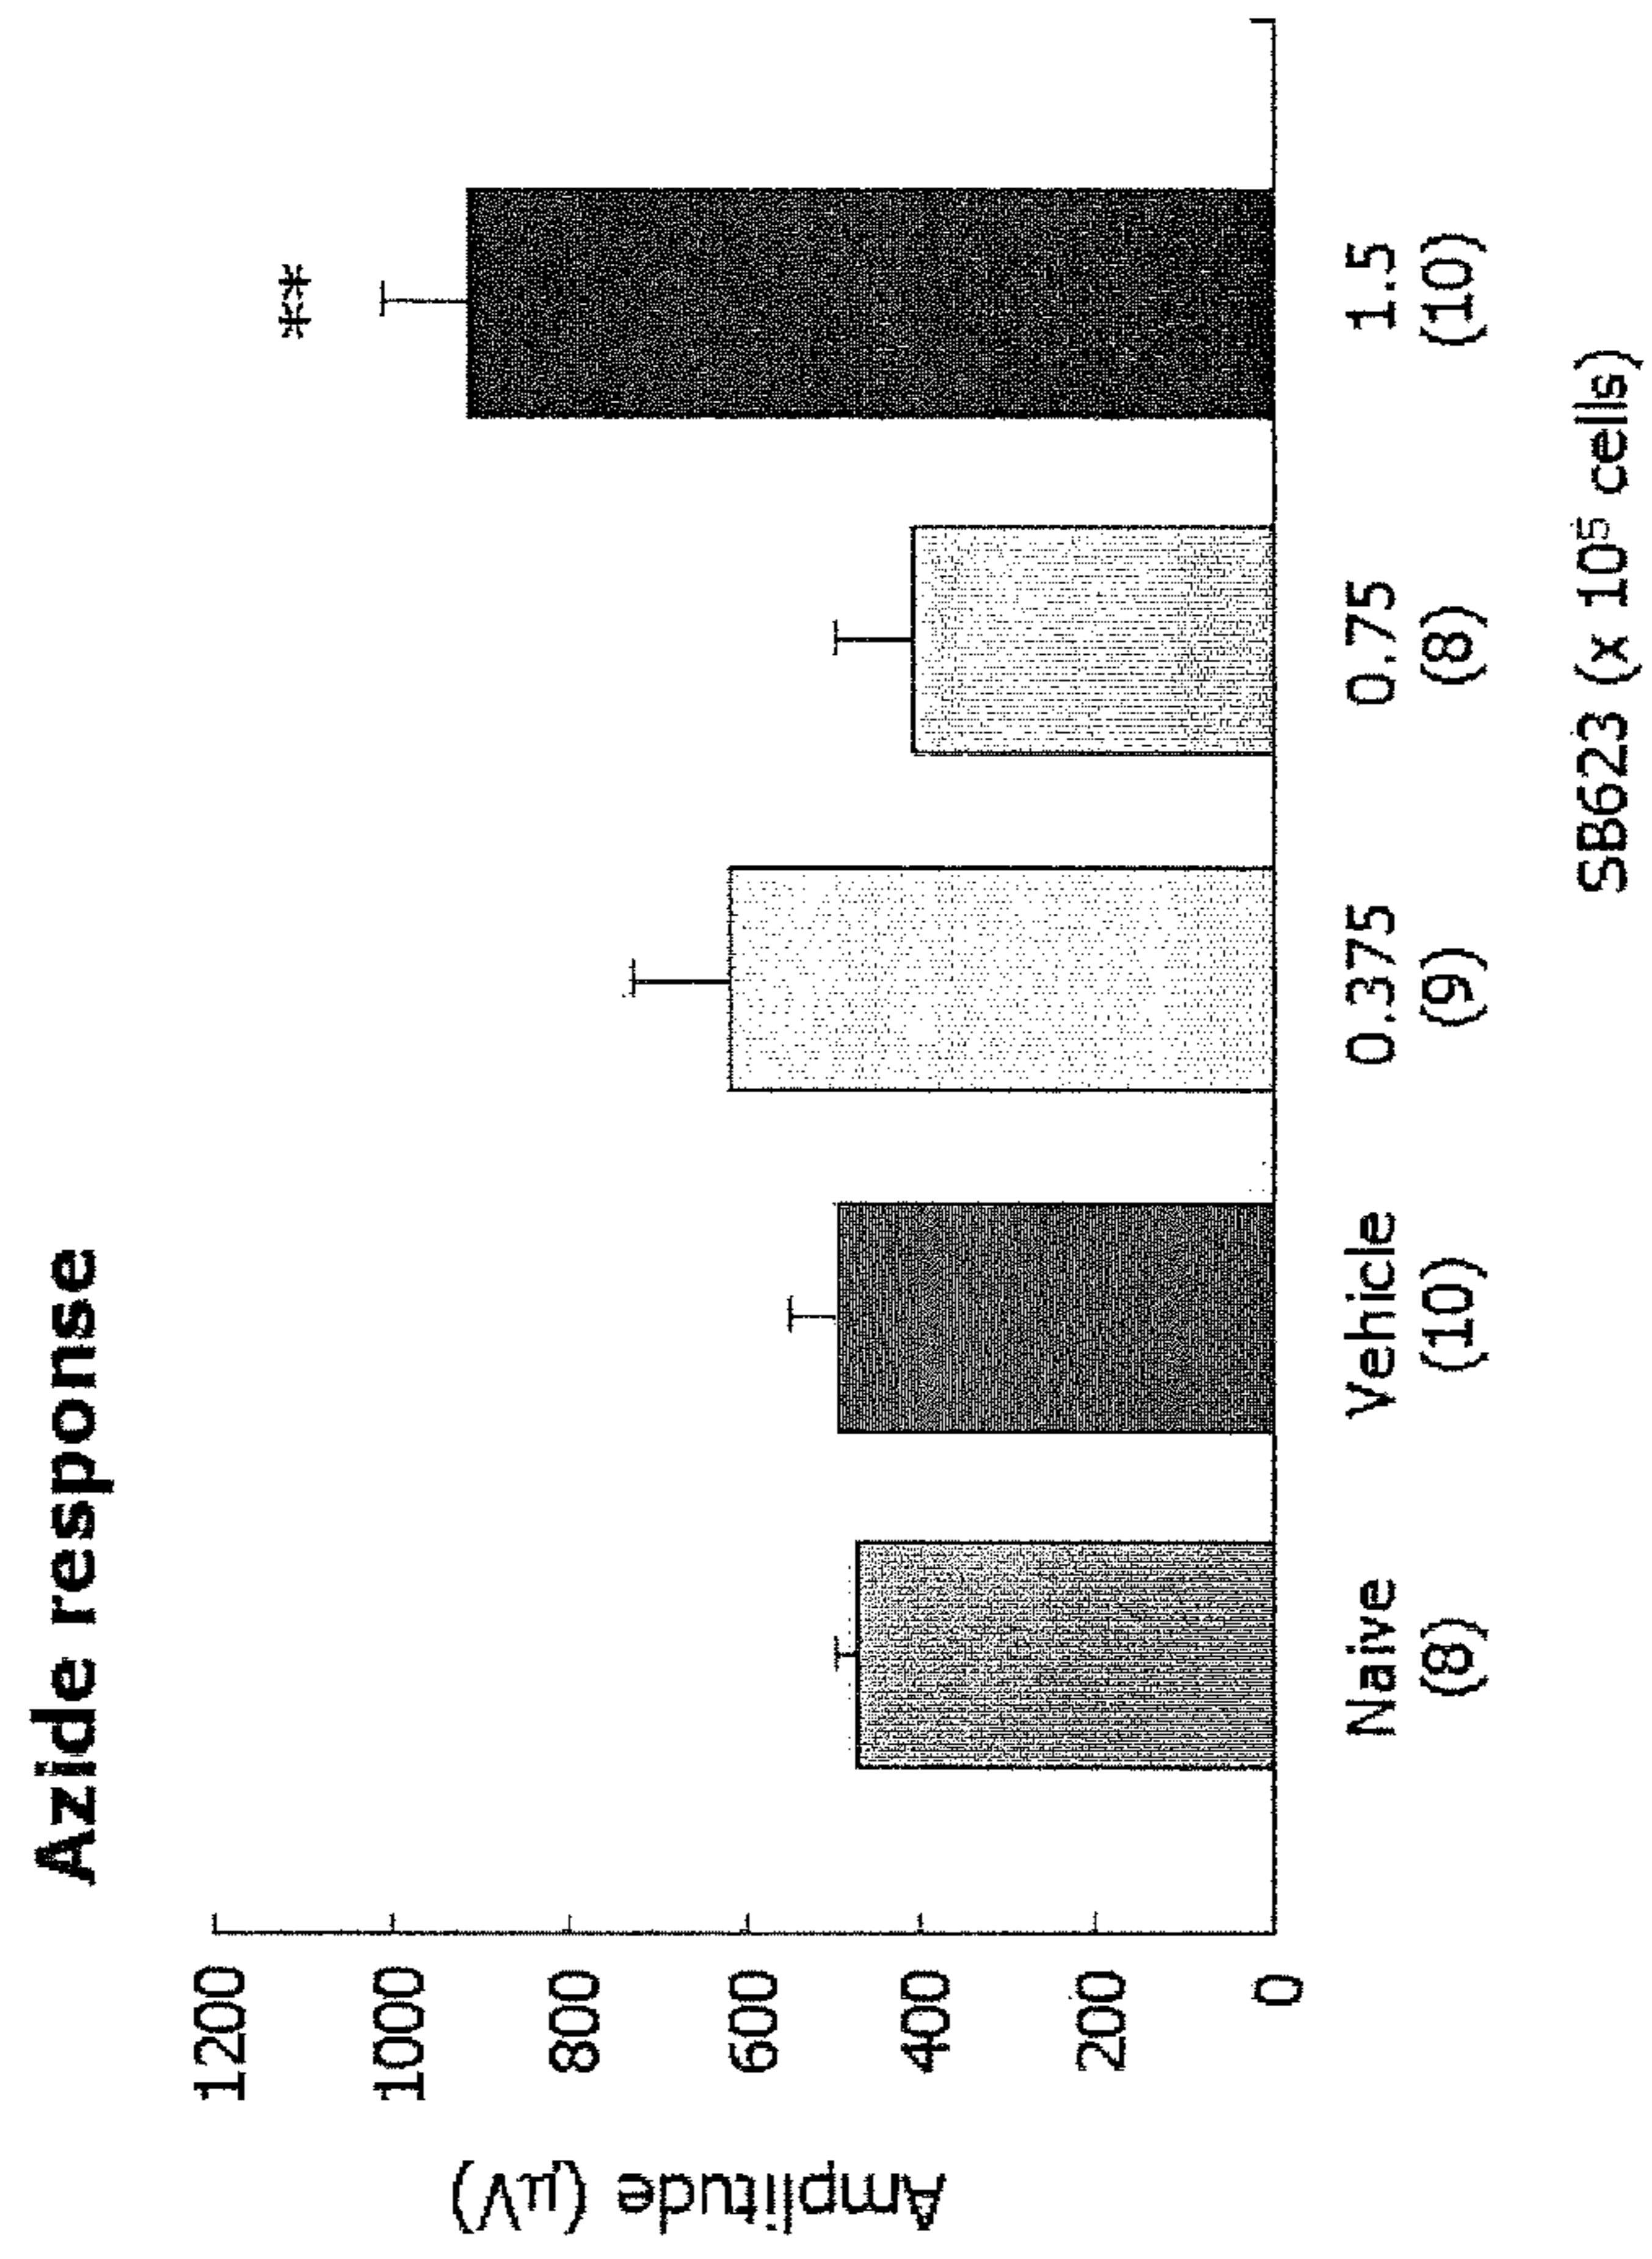 Azide response
Amplitude (μV)
1200
1000
800
600
400
200
0
**
Naive Vehicle 0.375 0.75 1.5
(8) (10) (9) (8) (10)
SB623 (x 10⁵ cells)